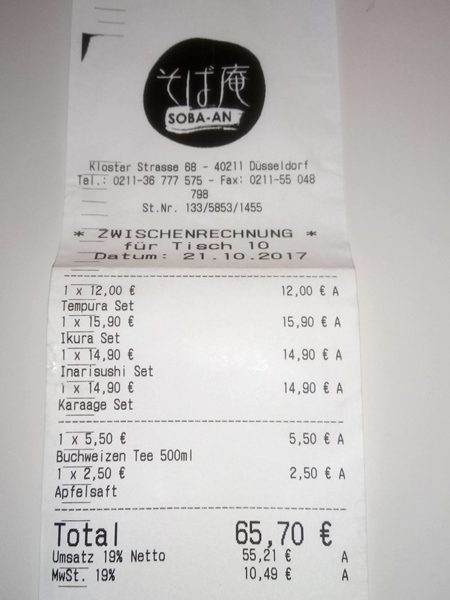 そば庵
SOBA-AN
Kloster Strasse 68 - 40211 Düsseldorf
Tel.: 0211-36 777 575 - Fax: 0211-55 048
798
St.Nr. 133/5853/1455
* ZWISCHENRECHNUNG *
für Tisch 10
Datum: 21.10.2017
1 x 12,00 € 12,00 € A
Tempura Set
1 x 15,90 € 15,90 € A
Ikura Set
1 x 14,90 € 14,90 € A
Inarisushi Set
1 x 14,90 € 14,90 € A
Karaage Set
1 x 5,50 € 5,50 € A
Buchweizen Tee 500ml
1 x 2,50 € 2,50 € A
Apfelsaft
Total 65,70 €
Umsatz 19% Netto 55,21 € A
MwSt. 19% 10,49 € A